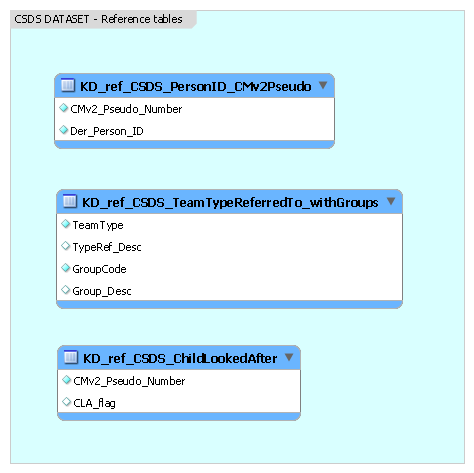 CSDS DATASET - Reference tables
KD_ref_CSDS_PersonID_CMv2Pseudo
CMv2_Pseudo_Number
Der_Person_ID
KD_ref_CSDS_TeamTypeReferredTo_withGroups
TeamType
TypeRef_Desc
GroupCode
Group_Desc
KD_ref_CSDS_ChildLookedAfter
CMv2_Pseudo_Number
CLA_flag